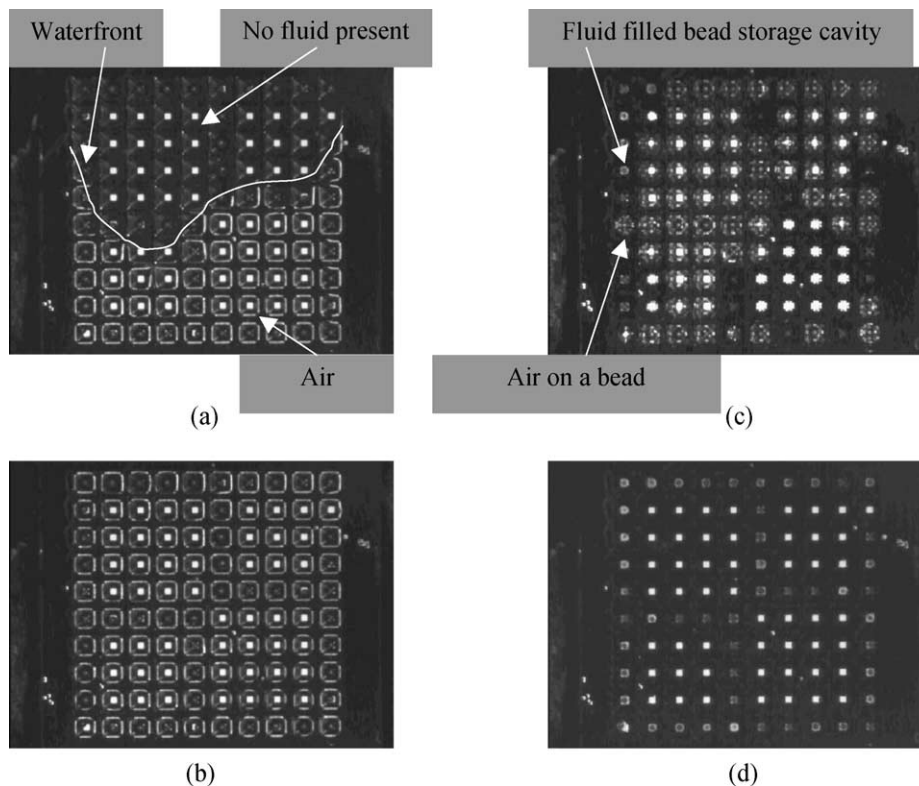 Waterfront
No fluid present
Fluid filled bead storage cavity
Air
Air on a bead
(a)
(c)
(b)
(d)